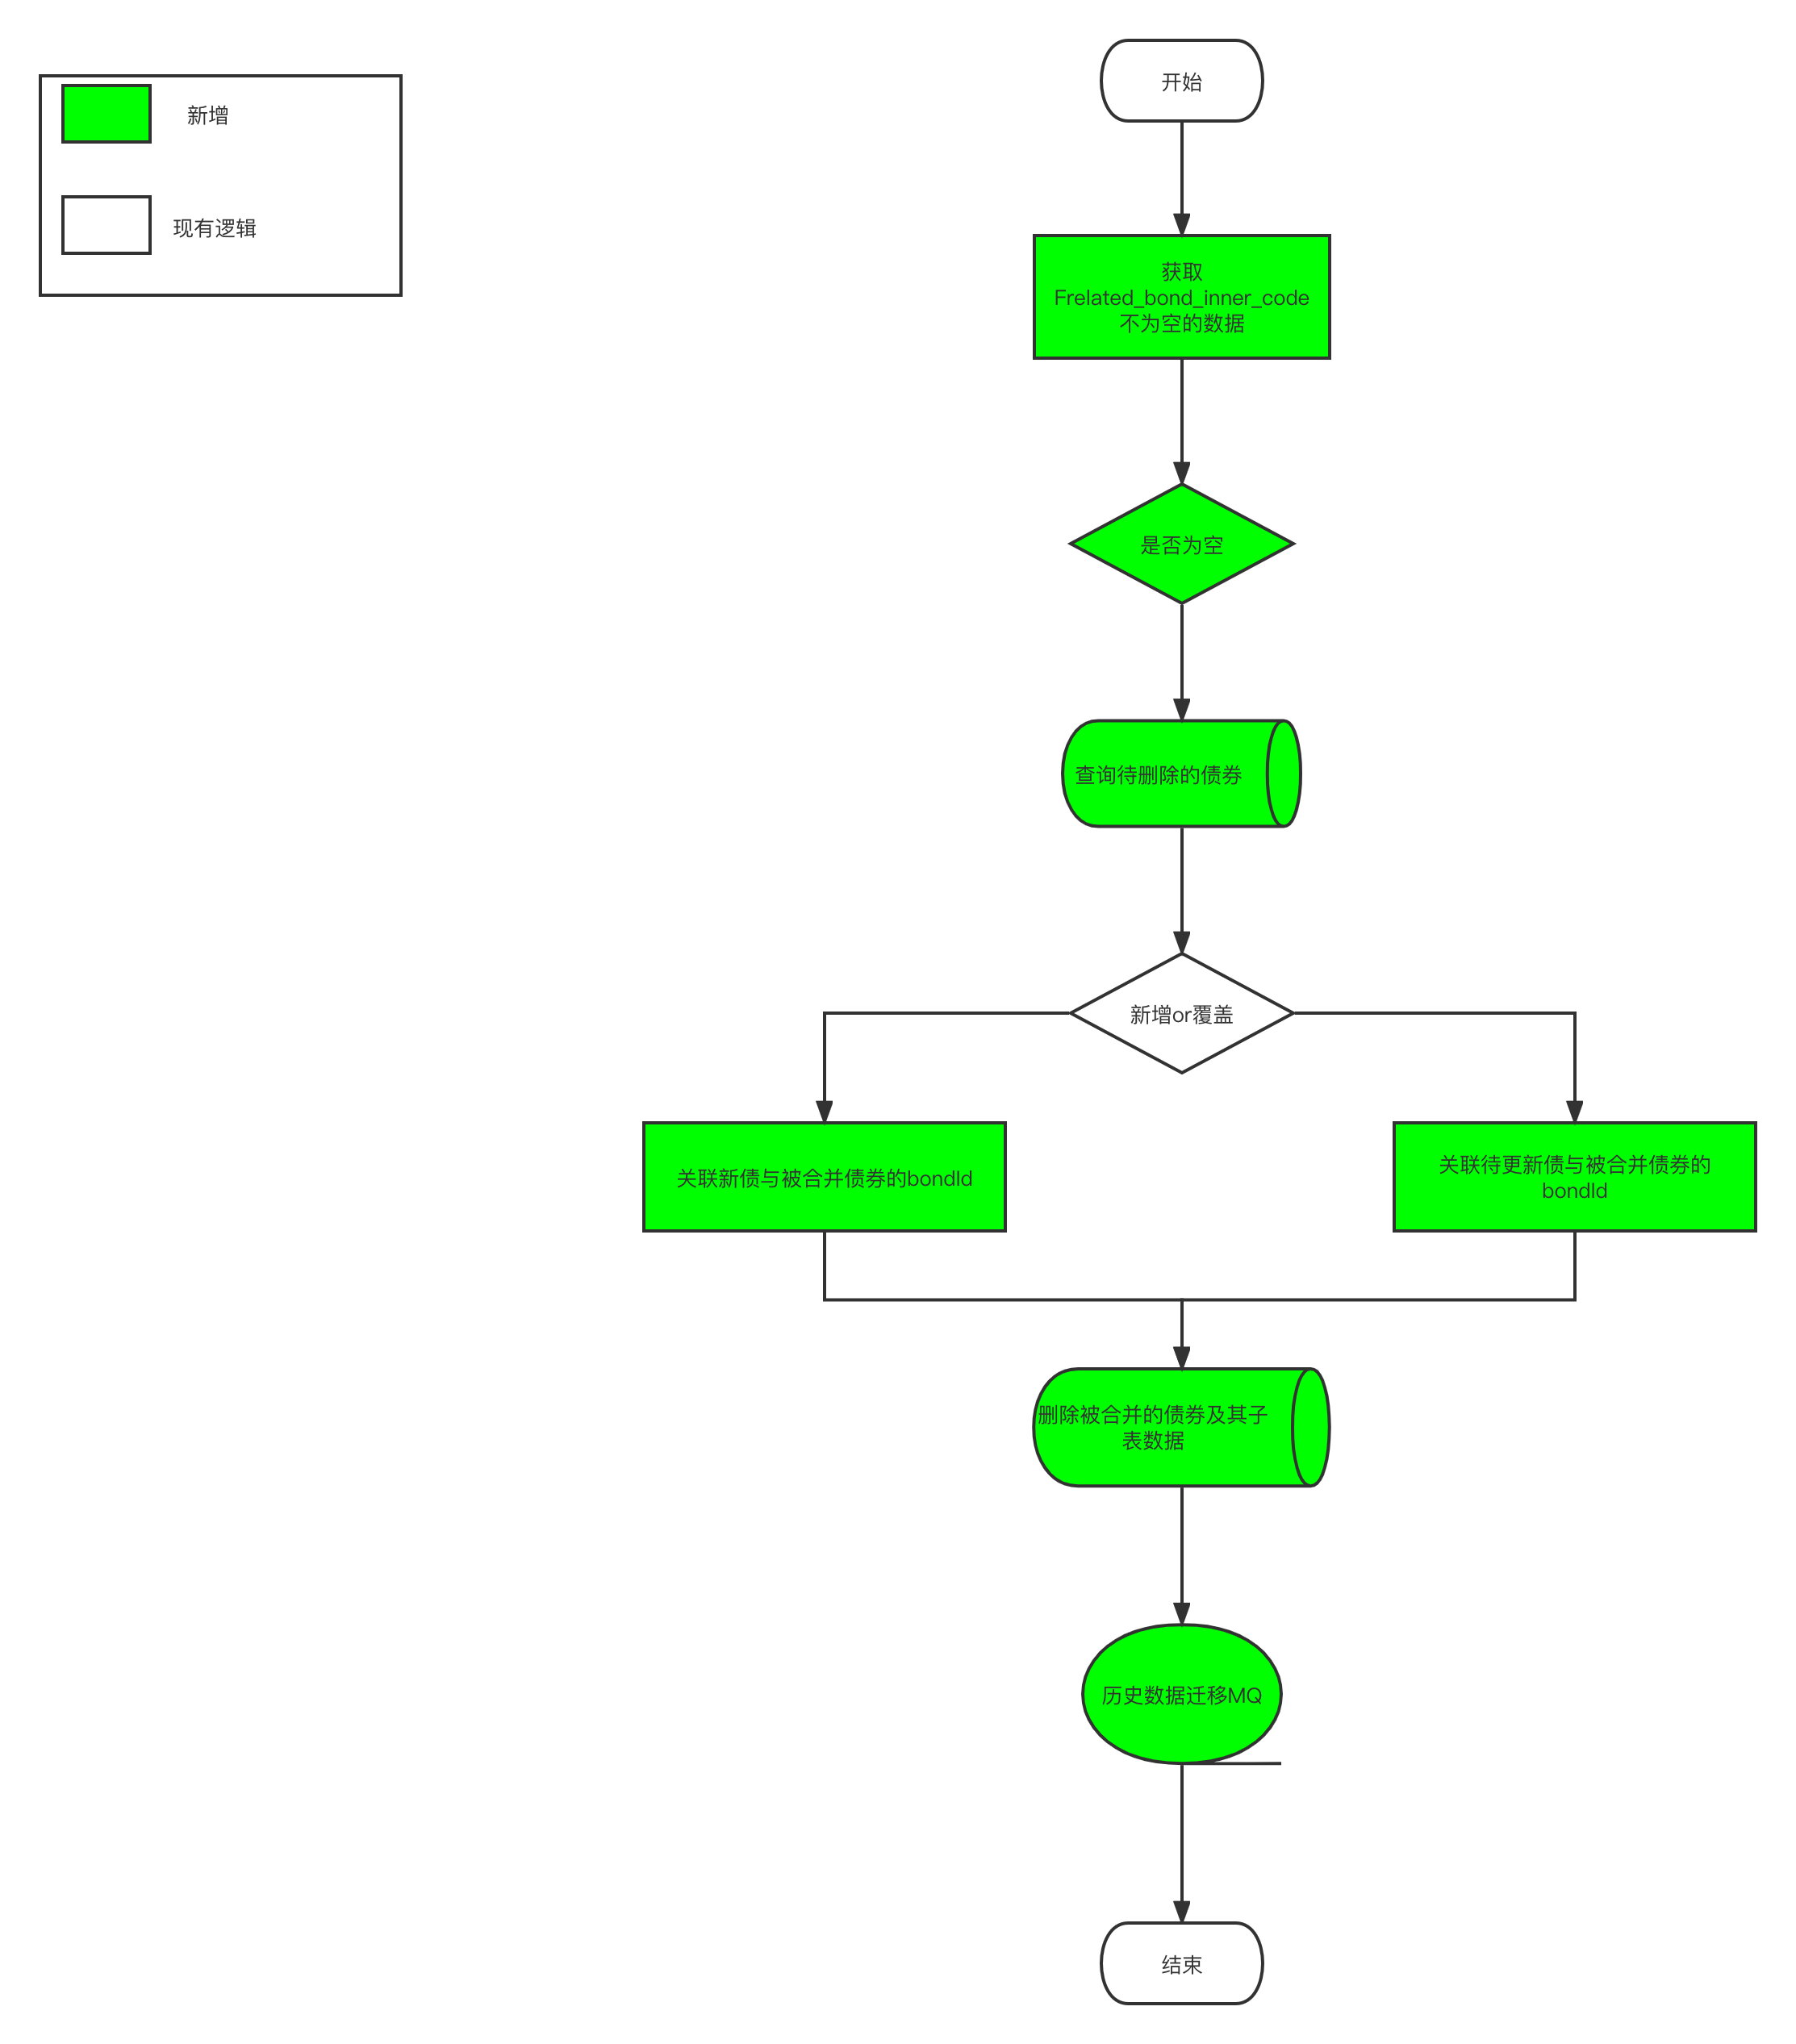 新增
现有逻辑
开始
获取
Frelated_bond_inner_code
不为空的数据
是否为空
查询待删除的债券
新增or覆盖
关联新债与被合并债券的bondId
关联待更新债与被合并债券的
bondId
删除被合并的债券及其子
表数据
历史数据迁移MQ
结束